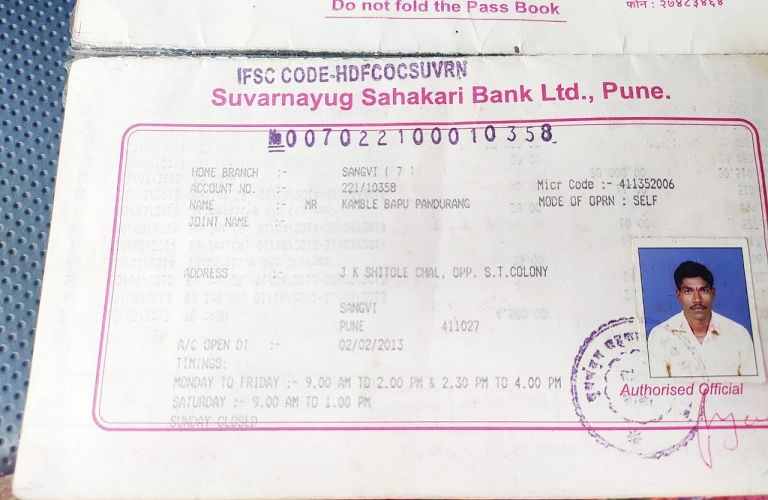 Do not fold the Pass Book
फोन : २७४८३४६४
IFSC CODE-HDFCOCSUVRN
Suvarnayug Sahakari Bank Ltd., Pune.
No 007022100010358
HOME BRANCH :- SANGVI ( 7 )
ACCOUNT NO. :- 221/10358 Micr Code :- 411352006
NAME :- MR KAMBLE BAPU PANDURANG MODE OF OPRN : SELF
JOINT NAME
ADDRESS :- J K SHITOLE CHAL, OPP. S.T.COLONY
SANGVI
PUNE 411027
A/C OPEN DT :- 02/02/2013
TIMINGS:
MONDAY TO FRIDAY :- 9.00 AM TO 2.00 PM & 2.30 PM TO 4.00 PM
SATURDAY :- 9.00 AM TO 1.00 PM
SUNDAY CLOSED
Authorised Official